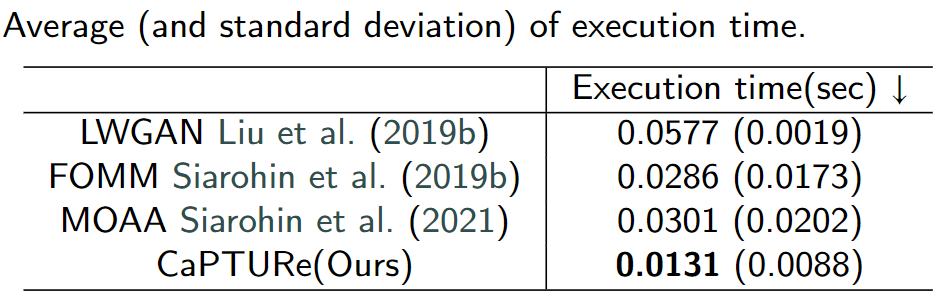 Average (and standard deviation) of execution time.
Execution time(sec) ↓
LWGAN Liu et al. (2019b) 0.0577 (0.0019)
FOMM Siarohin et al. (2019b) 0.0286 (0.0173)
MOAA Siarohin et al. (2021) 0.0301 (0.0202)
CaPTURe(Ours) 0.0131 (0.0088)